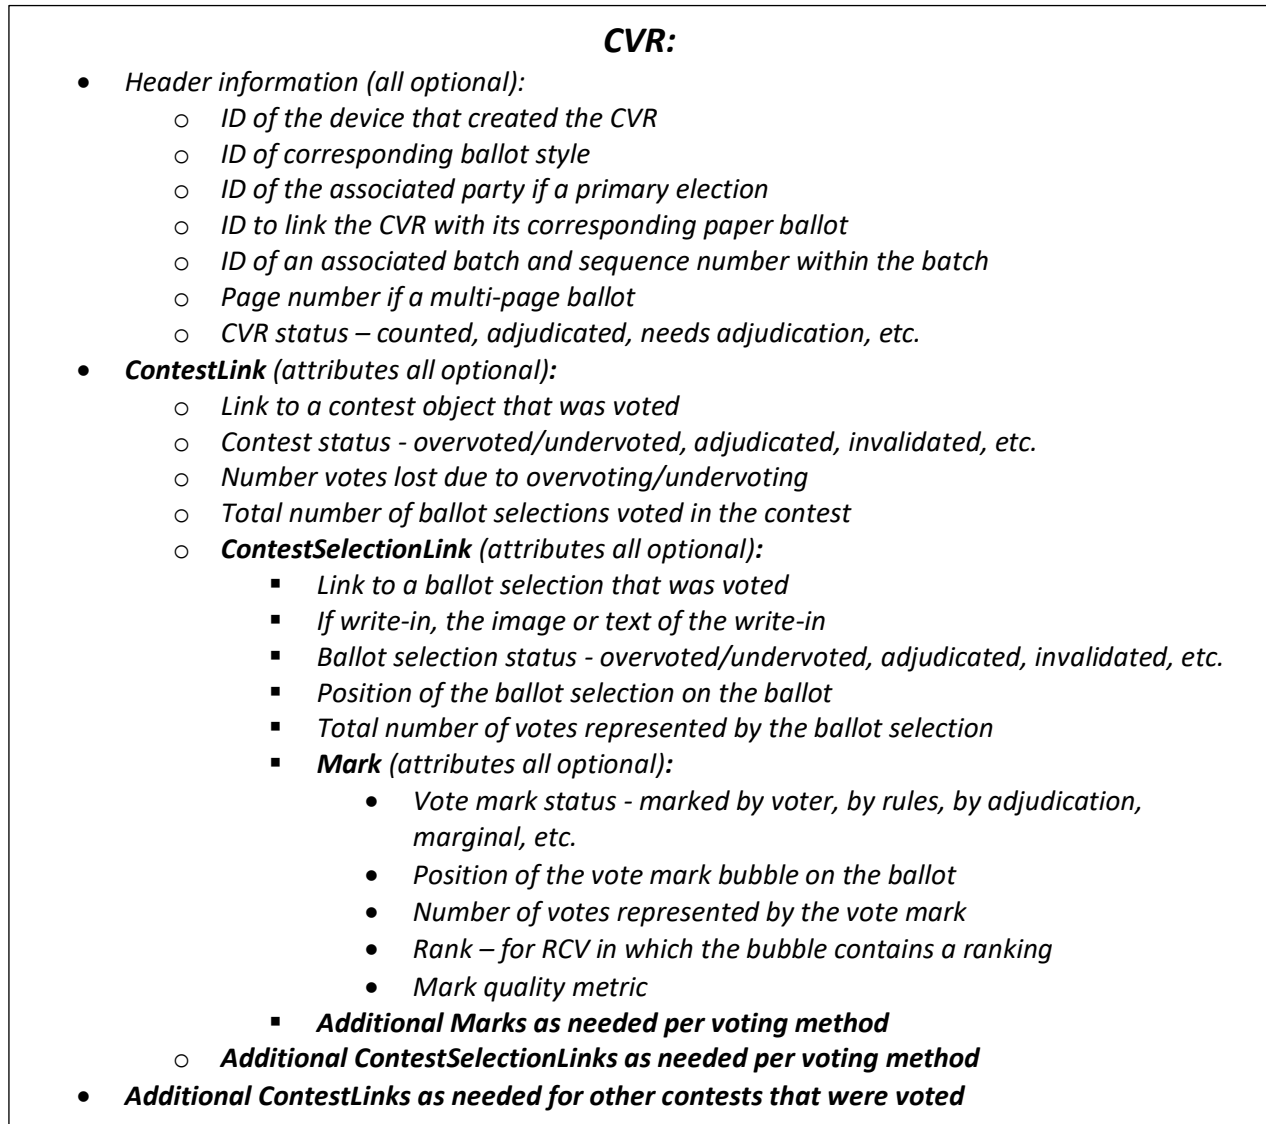 CVR:
• Header information (all optional):
o ID of the device that created the CVR
o ID of corresponding ballot style
o ID of the associated party if a primary election
o ID to link the CVR with its corresponding paper ballot
o ID of an associated batch and sequence number within the batch
o Page number if a multi-page ballot
o CVR status – counted, adjudicated, needs adjudication, etc.
• ContestLink (attributes all optional):
o Link to a contest object that was voted
o Contest status - overvoted/undervoted, adjudicated, invalidated, etc.
o Number votes lost due to overvoting/undervoting
o Total number of ballot selections voted in the contest
o ContestSelectionLink (attributes all optional):
▪ Link to a ballot selection that was voted
▪ If write-in, the image or text of the write-in
▪ Ballot selection status - overvoted/undervoted, adjudicated, invalidated, etc.
▪ Position of the ballot selection on the ballot
▪ Total number of votes represented by the ballot selection
▪ Mark (attributes all optional):
• Vote mark status - marked by voter, by rules, by adjudication,
marginal, etc.
• Position of the vote mark bubble on the ballot
• Number of votes represented by the vote mark
• Rank – for RCV in which the bubble contains a ranking
• Mark quality metric
▪ Additional Marks as needed per voting method
o Additional ContestSelectionLinks as needed per voting method
• Additional ContestLinks as needed for other contests that were voted